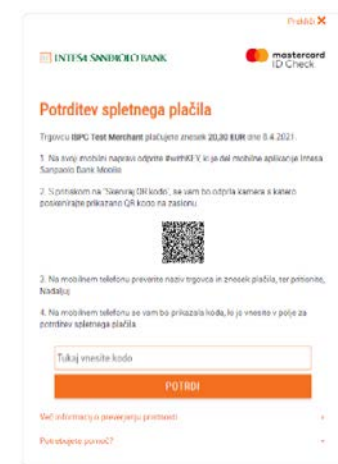 Prekliči ✖
INTESA SANPAOLO BANK
mastercard
ID Check
Potrditev spletnega plačila
Trgovcu IBPC Test Merchant plačujete znesek 20,30 EUR dne 8.4.2021.
1. Na svoji mobilni napravi odprite #withKEY, ki je del mobilne aplikacije Intesa
Sanpaolo Bank Mobile
2. S pritiskom na "Skeniraj QR kodo", se vam bo odprla kamera s katero
poskenirajte prikazano QR kodo na zaslonu.
3. Na mobilnem telefonu preverite naziv trgovca in znesek plačila, ter pritisnite,
Nadaljuj
4. Na mobilnem telefonu se vam bo prikazala koda, ki jo vnesite v polje za
potrditev spletnega plačila
Tukaj vnesite kodo
POTRDI
Več informacij o preverjanju pristnosti
Potrebujete pomoč?